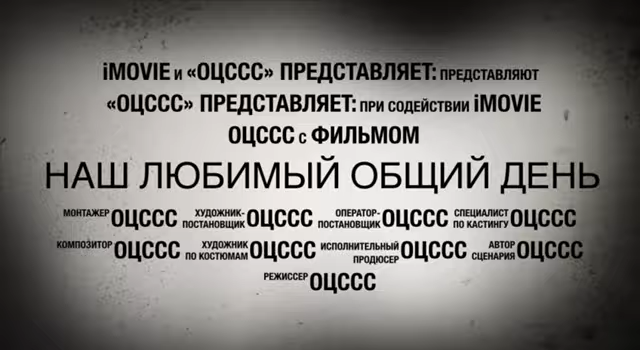 iMOVIE И «ОЦССС» ПРЕДСТАВЛЯЕТ: ПРЕДСТАВЛЯЮТ
«ОЦССС» ПРЕДСТАВЛЯЕТ: ПРИ СОДЕЙСТВИИ iMOVIE
ОЦССС С ФИЛЬМОМ
НАШ ЛЮБИМЫЙ ОБЩИЙ ДЕНЬ
МОНТАЖЕР ОЦССС ХУДОЖНИК-ПОСТАНОВЩИК ОЦССС ОПЕРАТОР-ПОСТАНОВЩИК ОЦССС СПЕЦИАЛИСТ ПО КАСТИНГУ ОЦССС
КОМПОЗИТОР ОЦССС ХУДОЖНИК ПО КОСТЮМАМ ОЦССС ИСПОЛНИТЕЛЬНЫЙ ПРОДЮСЕР ОЦССС АВТОР СЦЕНАРИЯ ОЦССС
РЕЖИССЕР ОЦССС